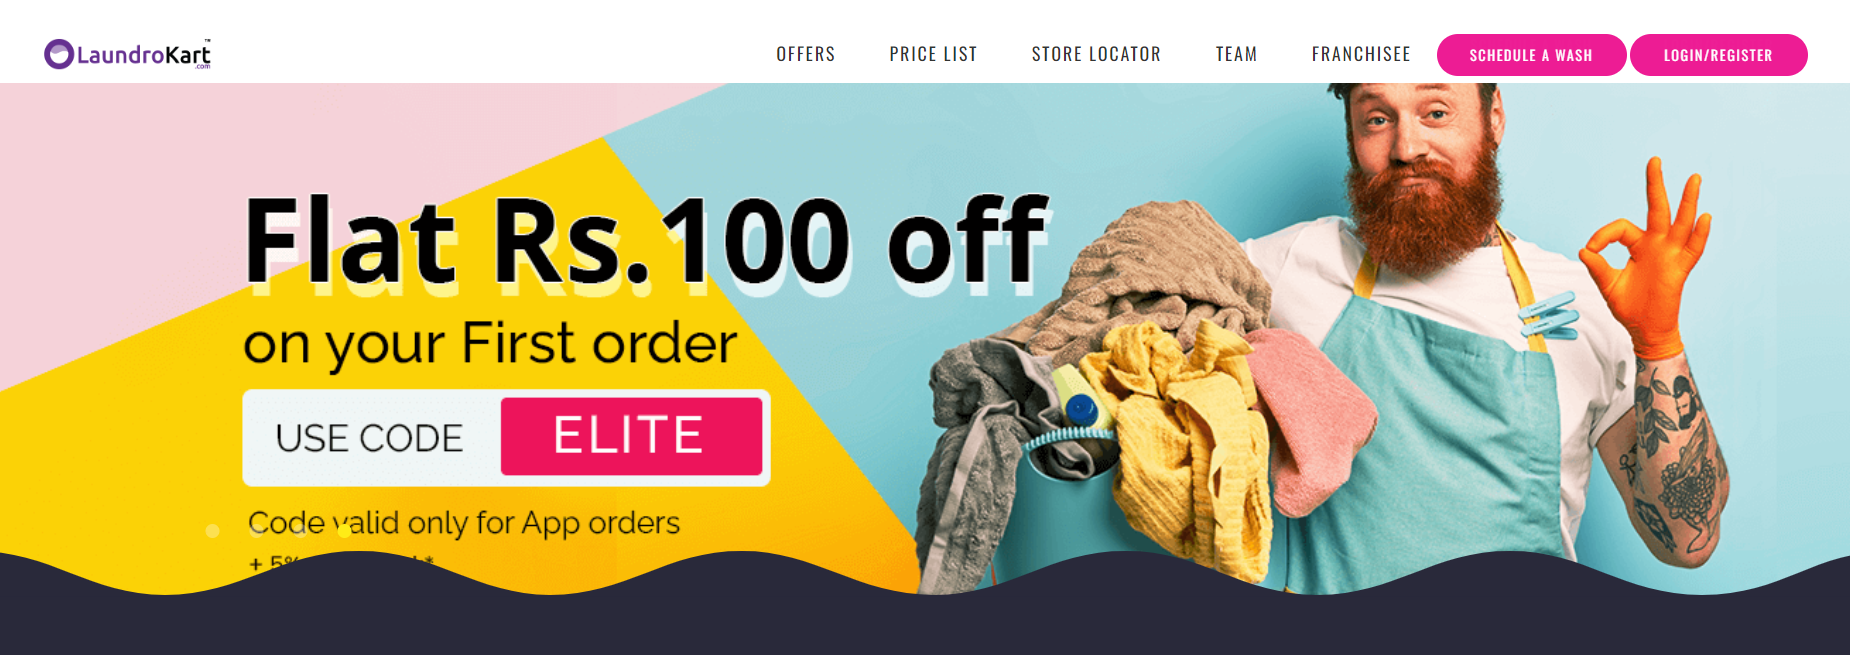 LaundroKart™
.com
OFFERS
PRICE LIST
STORE LOCATOR
TEAM
FRANCHISEE
SCHEDULE A WASH
LOGIN/REGISTER
Flat Rs.100 off
on your First order
USE CODE
ELITE
Code valid only for App orders
+ 5%